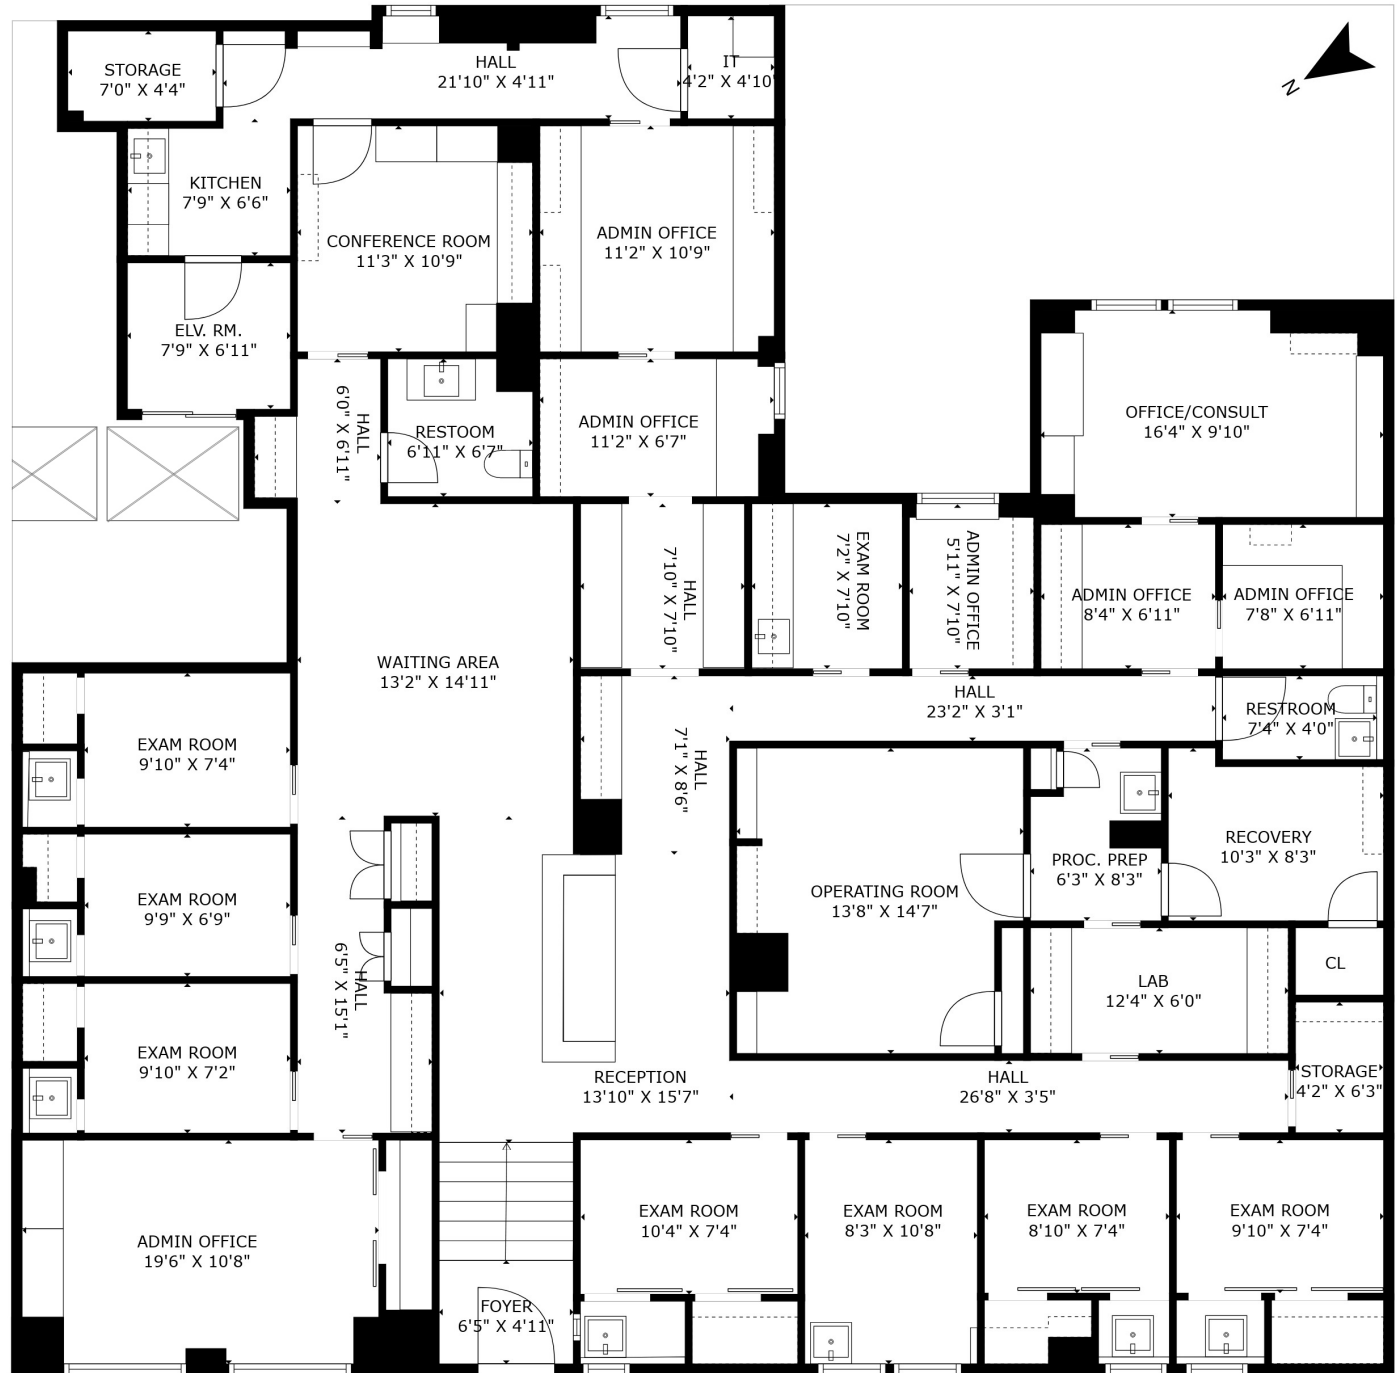 STORAGE
7'0" X 4'4"
HALL
21'10" X 4'11"
IT
4'2" X 4'10"
N
KITCHEN
7'9" X 6'6"
CONFERENCE ROOM
11'3" X 10'9"
ADMIN OFFICE
11'2" X 10'9"
ELV. RM.
7'9" X 6'11"
HALL
6'0" X 6'11"
RESTOOM
6'11" X 6'7"
ADMIN OFFICE
11'2" X 6'7"
OFFICE/CONSULT
16'4" X 9'10"
HALL
7'10" X 7'10"
EXAM ROOM
7'2" X 7'10"
ADMIN OFFICE
5'11" X 7'10"
ADMIN OFFICE
8'4" X 6'11"
ADMIN OFFICE
7'8" X 6'11"
WAITING AREA
13'2" X 14'11"
HALL
23'2" X 3'1"
RESTROOM
7'4" X 4'0"
EXAM ROOM
9'10" X 7'4"
HALL
7'1" X 8'6"
RECOVERY
10'3" X 8'3"
PROC. PREP
6'3" X 8'3"
OPERATING ROOM
13'8" X 14'7"
EXAM ROOM
9'9" X 6'9"
HALL
6'5" X 15'1"
CL
LAB
12'4" X 6'0"
EXAM ROOM
9'10" X 7'2"
RECEPTION
13'10" X 15'7"
HALL
26'8" X 3'5"
STORAGE
4'2" X 6'3"
ADMIN OFFICE
19'6" X 10'8"
EXAM ROOM
10'4" X 7'4"
EXAM ROOM
8'3" X 10'8"
EXAM ROOM
8'10" X 7'4"
EXAM ROOM
9'10" X 7'4"
FOYER
6'5" X 4'11"